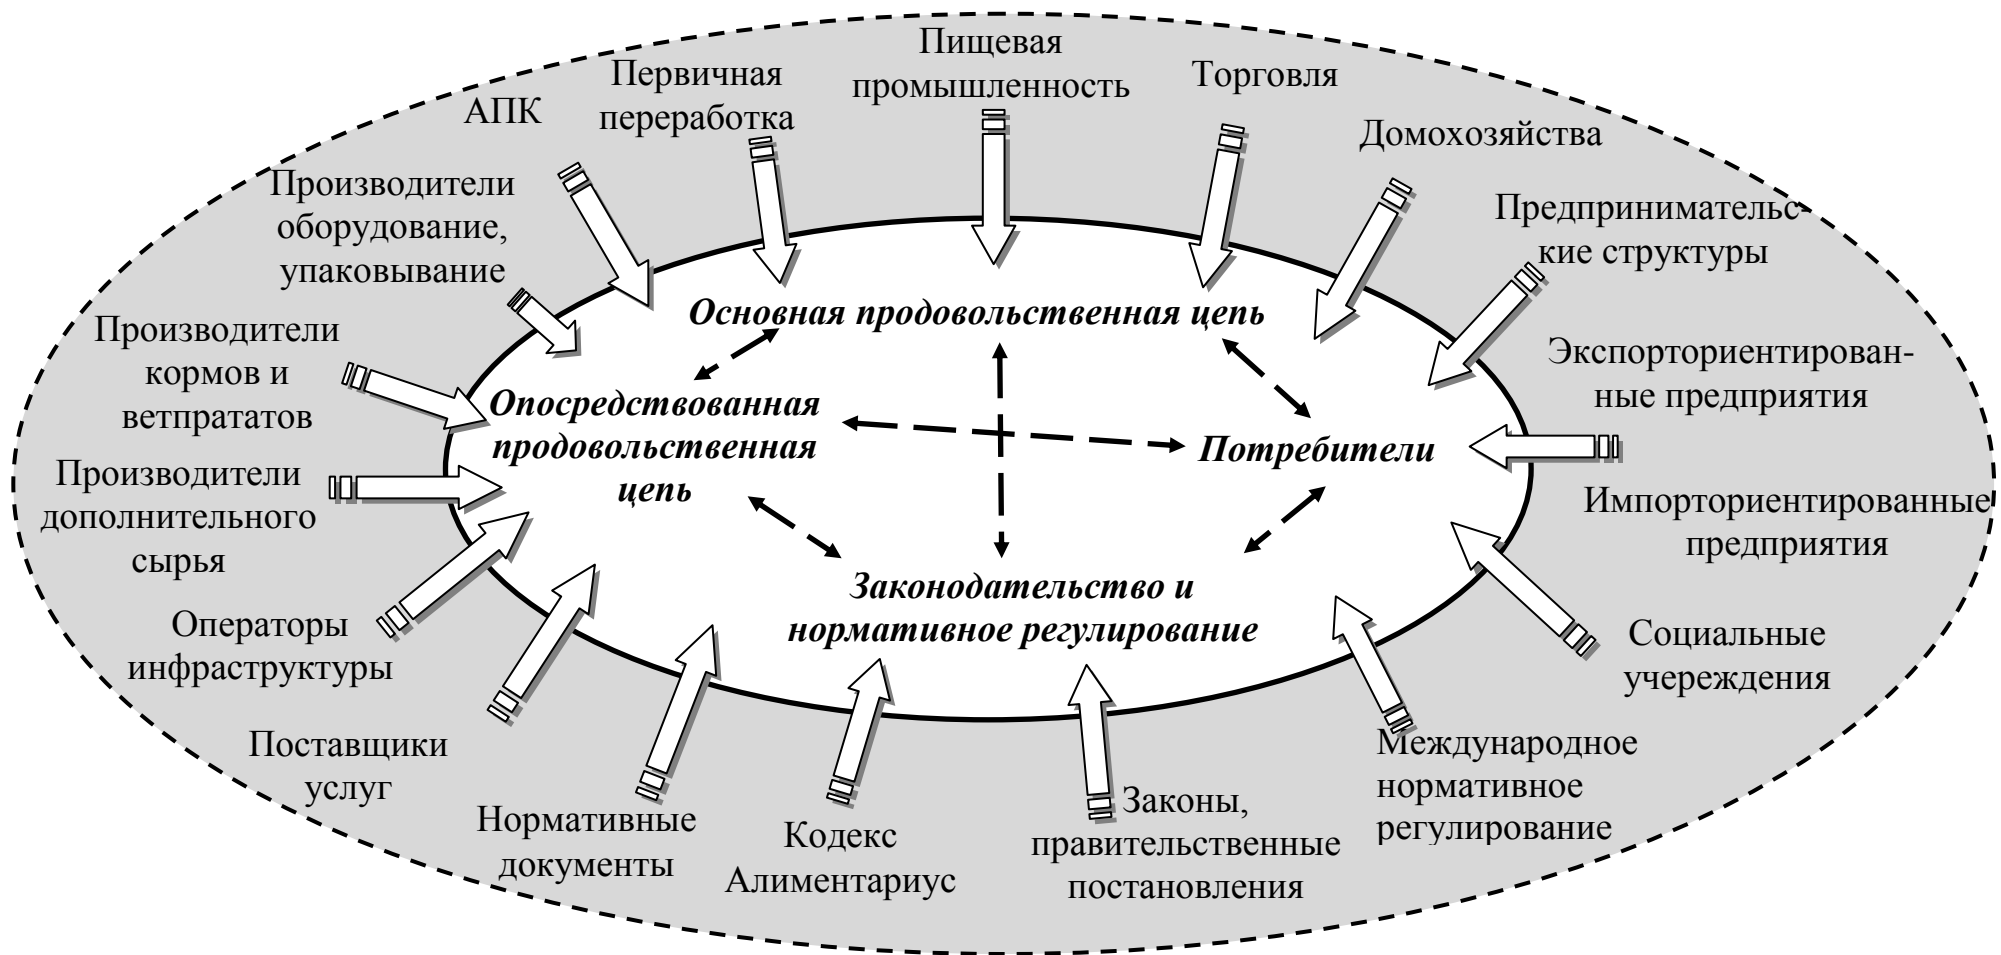 Пищевая
промышленность
Первичная
переработка
Торговля
АПК
Домохозяйства
Производители
оборудование,
упаковывание
Предпринимательс-
кие структуры
Основная продовольственная цепь
Производители
кормов и
ветпрататов
Экспорториентирован-
ные предприятия
Опосредствованная
продовольственная
цепь
Потребители
Производители
дополнительного
сырья
Импорториентированные
предприятия
Законодательство и
нормативное регулирование
Операторы
инфраструктуры
Социальные
учереждения
Поставщики
услуг
Международное
нормативное
регулирование
Нормативные
документы
Кодекс
Алиментариус
Законы,
правительственные
постановления